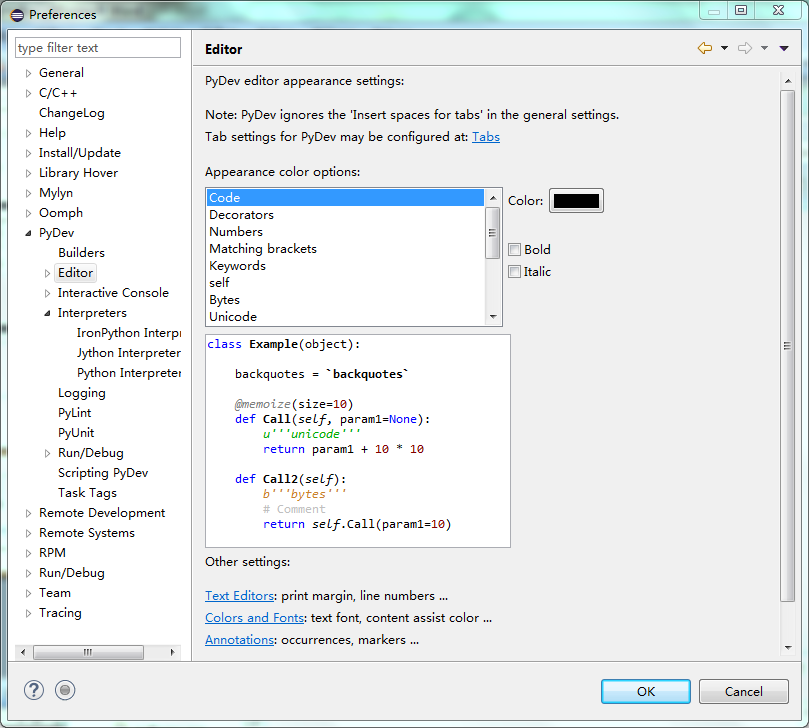 Preferences
type filter text
General
C/C++
ChangeLog
Help
Install/Update
Library Hover
Mylyn
Oomph
PyDev
Builders
Editor
Interactive Console
Interpreters
IronPython Interpr
Jython Interpreter
Python Interpreter
Logging
PyLint
PyUnit
Run/Debug
Scripting PyDev
Task Tags
Remote Development
Remote Systems
RPM
Run/Debug
Team
Tracing
Editor
PyDev editor appearance settings:
Note: PyDev ignores the 'Insert spaces for tabs' in the general settings.
Tab settings for PyDev may be configured at: Tabs
Appearance color options:
Code
Decorators
Numbers
Matching brackets
Keywords
self
Bytes
Unicode
Color:
Bold
Italic
class Example(object):
backquotes = `backquotes`
@memoize(size=10)
def Call(self, param1=None):
u'''unicode'''
return param1 + 10 * 10
def Call2(self):
b'''bytes'''
# Comment
return self.Call(param1=10)
Other settings:
Text Editors: print margin, line numbers ...
Colors and Fonts: text font, content assist color ...
Annotations: occurrences, markers ...
?
OK
Cancel